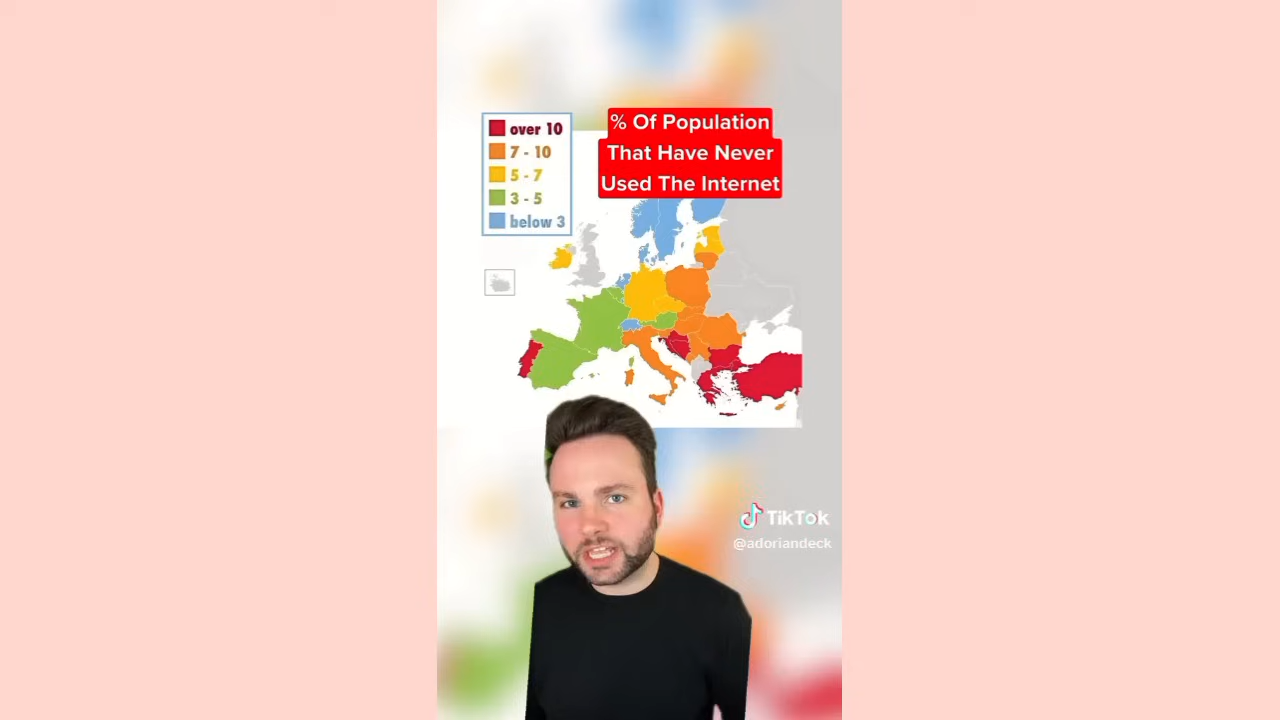 % Of Population
That Have Never
Used The Internet
over 10
7 - 10
5 - 7
3 - 5
below 3
TikTok
@adoriandeck